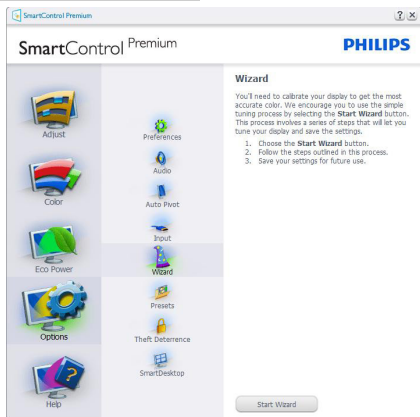 SmartControl Premium
SmartControl Premium
PHILIPS
Adjust
Color
Eco Power
Options
Help
Preferences
Audio
Auto Pivot
Input
Wizard
Presets
Theft Deterrence
SmartDesktop
Wizard
You'll need to calibrate your display to get the most
accurate color. We encourage you to use the simple
tuning process by selecting the Start Wizard button.
This process involves a series of steps that will let you
tune your display and save the settings.
1. Choose the Start Wizard button.
2. Follow the steps outlined in this process.
3. Save your settings for future use.
Start Wizard